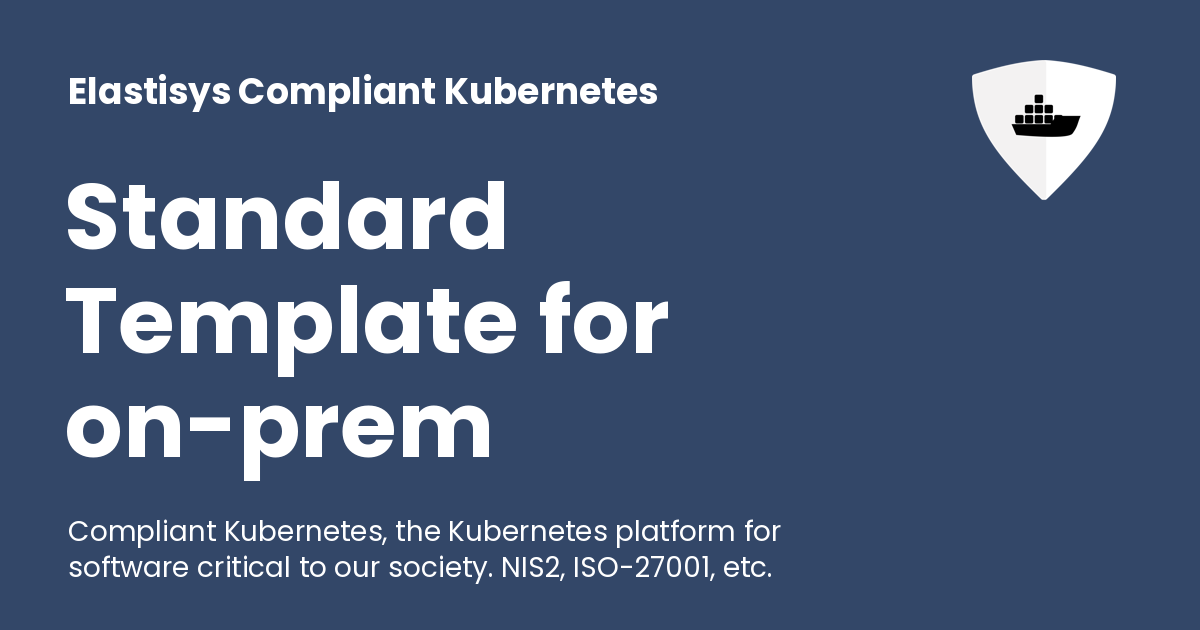 Elastisys Compliant Kubernetes
Standard
Template for
on-prem
Compliant Kubernetes, the Kubernetes platform for
software critical to our society. NIS2, ISO-27001, etc.